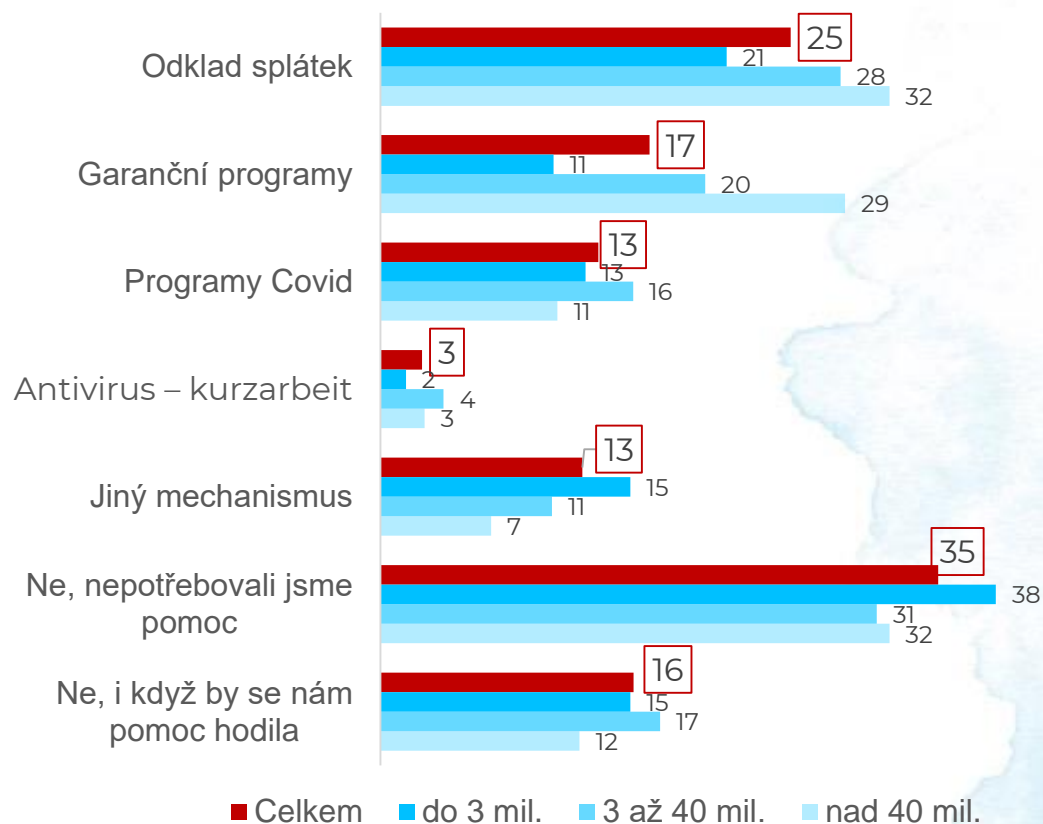 Odklad splátek
25
21
28
32
Garanční programy
17
11
20
29
Programy Covid
13
13
16
11
Antivirus – kurzarbeit
3
2
4
3
Jiný mechanismus
13
15
11
7
Ne, nepotřebovali jsme
pomoc
35
38
31
32
Ne, i když by se nám
pomoc hodila
16
15
17
12
Celkem do 3 mil. 3 až 40 mil. nad 40 mil.